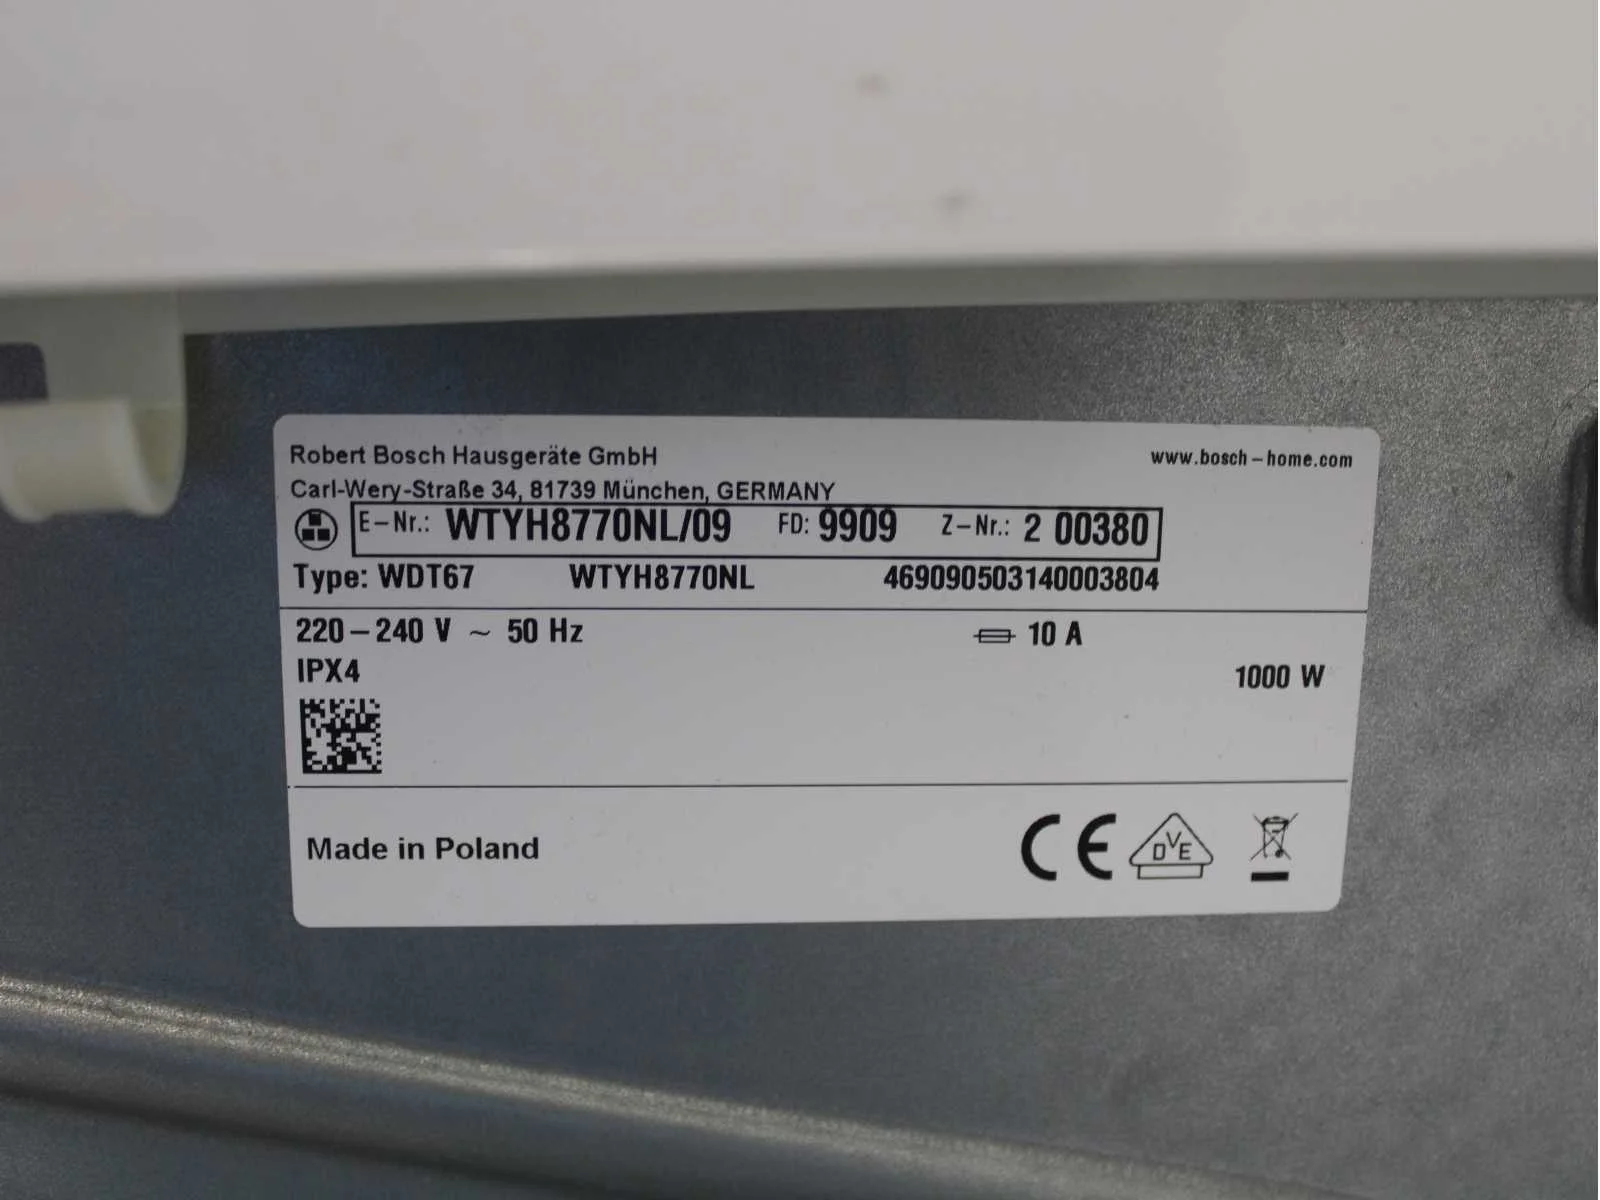 Robert Bosch Hausgeräte GmbH www.bosch-home.com
Carl-Wery-Straße 34, 81739 München, GERMANY
E-Nr.: WTYH8770NL/09 FD: 9909 Z-Nr.: 2 00380
Type: WDT67 WTYH8770NL 469090503140003804
220-240 V ~ 50 Hz 10 A
IPX4 1000 W
Made in Poland CE DVE